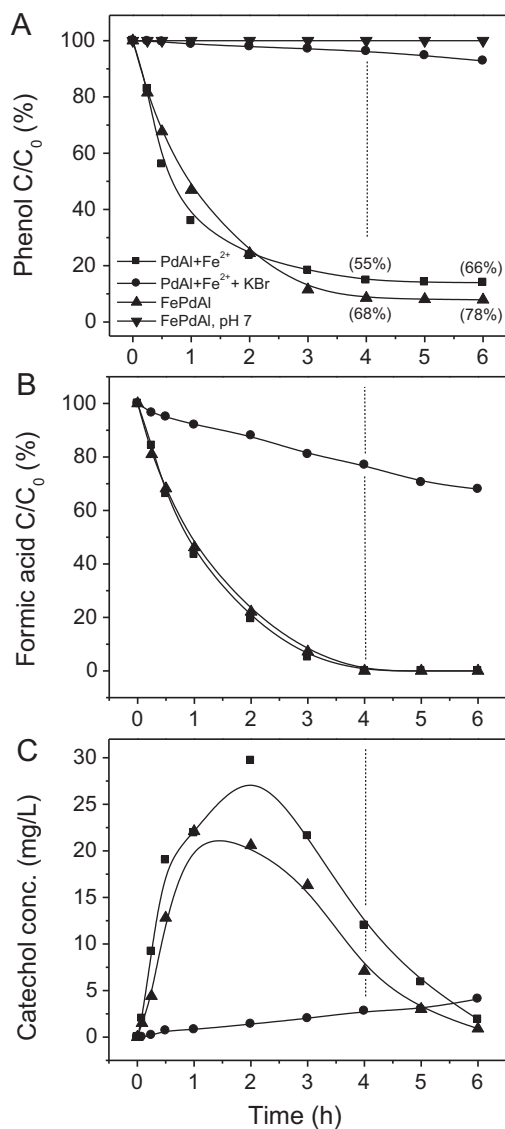 A
100
80
60
40
20
0
Phenol C/C₀ (%)
PdAl+Fe²⁺
PdAl+Fe²⁺ + KBr
FePdAl
FePdAl, pH 7
(55%)
(66%)
(68%)
(78%)
0 1 2 3 4 5 6
B
100
80
60
40
20
0
Formic acid C/C₀ (%)
0 1 2 3 4 5 6
C
30
25
20
15
10
5
0
Catechol conc. (mg/L)
0 1 2 3 4 5 6
Time (h)